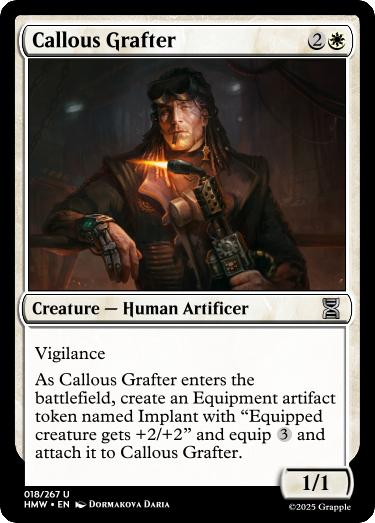 Callous Grafter 2
Creature — Human Artificer
Vigilance
As Callous Grafter enters the
battlefield, create an Equipment artifact
token named Implant with “Equipped
creature gets +2/+2” and equip 3 and
attach it to Callous Grafter.
1/1
018/267 U
HMW • EN Dormakova Daria
©2025 Grapple